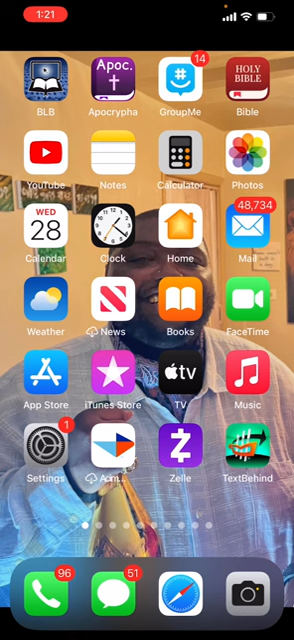 1:21
Apoc.
14
HOLY
BIBLE
BLB
Apocrypha
GroupMe
Bible
YouTube
Notes
Calculator
Photos
WED
28
48,734
Calendar
Clock
Home
Mail
Weather
News
Books
FaceTime
tv
App Store
iTunes Store
TV
Music
1
Settings
Zelle
TextBehind
96
51